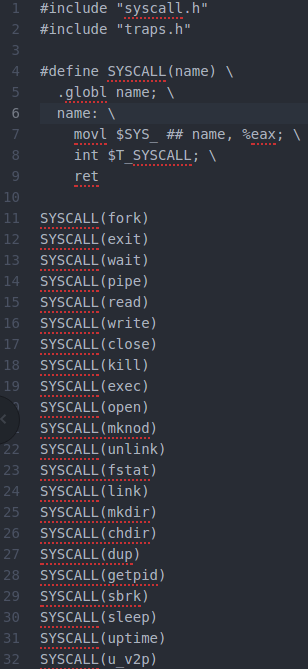 1 #include "syscall.h"
2 #include "traps.h"
3
4 #define SYSCALL(name) \
5 .globl name; \
6 name: \
7 movl $SYS_ ## name, %eax; \
8 int $T_SYSCALL; \
9 ret
10
11 SYSCALL(fork)
12 SYSCALL(exit)
13 SYSCALL(wait)
14 SYSCALL(pipe)
15 SYSCALL(read)
16 SYSCALL(write)
17 SYSCALL(close)
18 SYSCALL(kill)
19 SYSCALL(exec)
SYSCALL(open)
SYSCALL(mknod)
22 SYSCALL(unlink)
23 SYSCALL(fstat)
24 SYSCALL(link)
25 SYSCALL(mkdir)
26 SYSCALL(chdir)
27 SYSCALL(dup)
28 SYSCALL(getpid)
29 SYSCALL(sbrk)
30 SYSCALL(sleep)
31 SYSCALL(uptime)
32 SYSCALL(u_v2p)